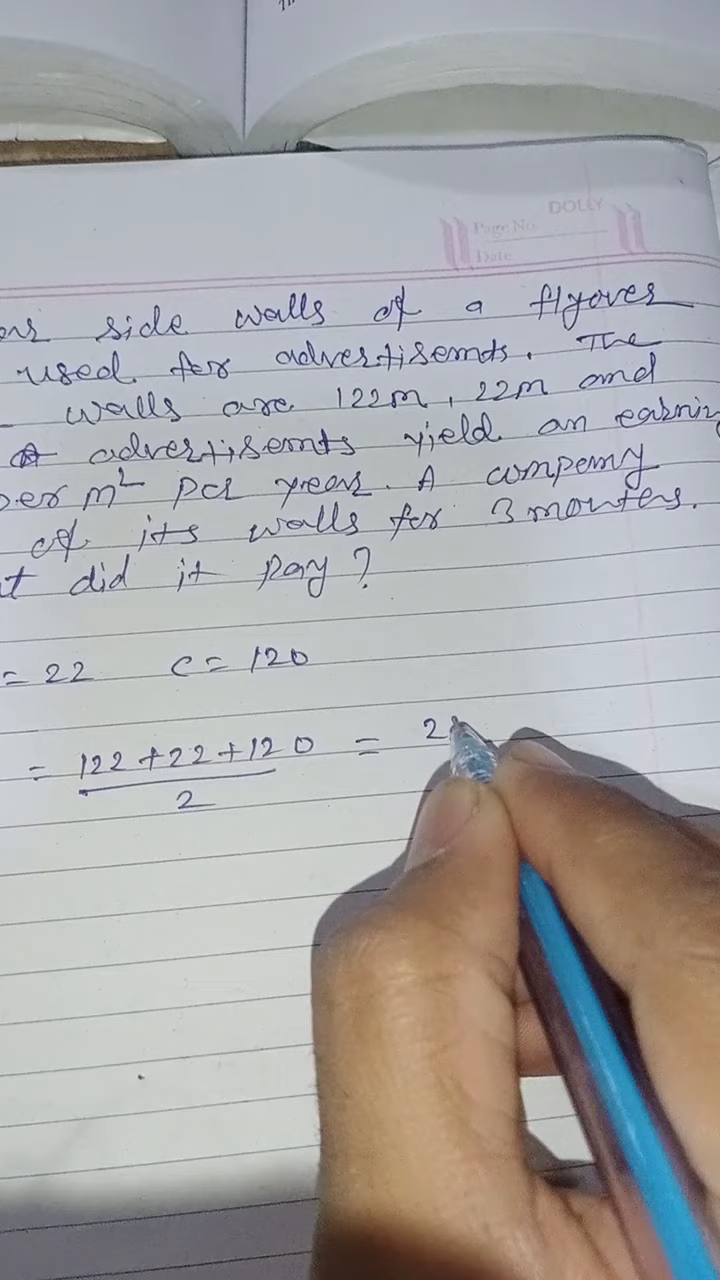 DOLLY
Page No.
Date
side walls of a flyover
used for advertisemts. The
walls are 122m, 22m and
advertisemts yield an earnin
per m² per year. A company
of its walls for 3 months.
did it pay?
= 22 c = 120
= 122 + 22 + 120 = 2
2